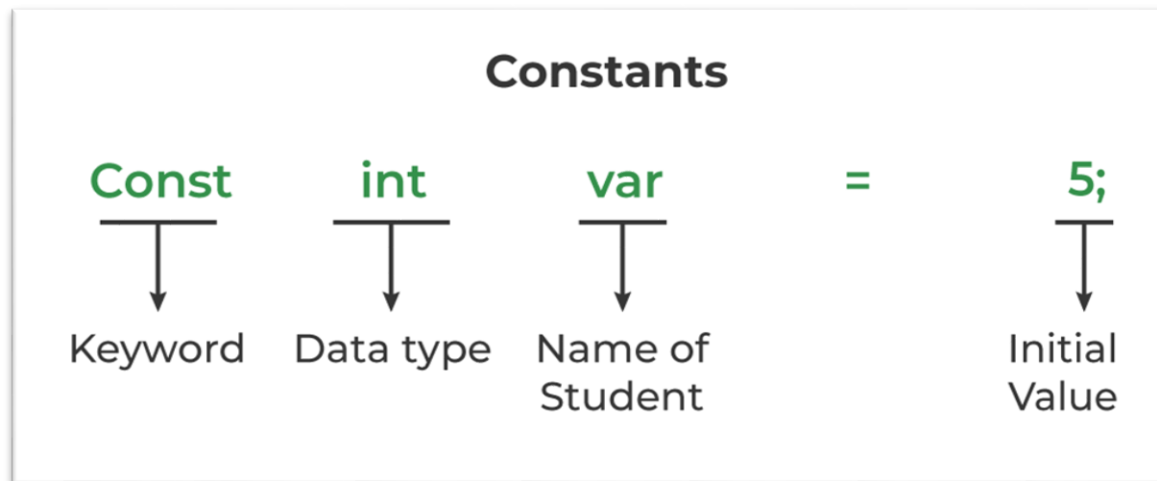 Constants
Const int var = 5;
Keyword Data type Name of Initial
Student Value